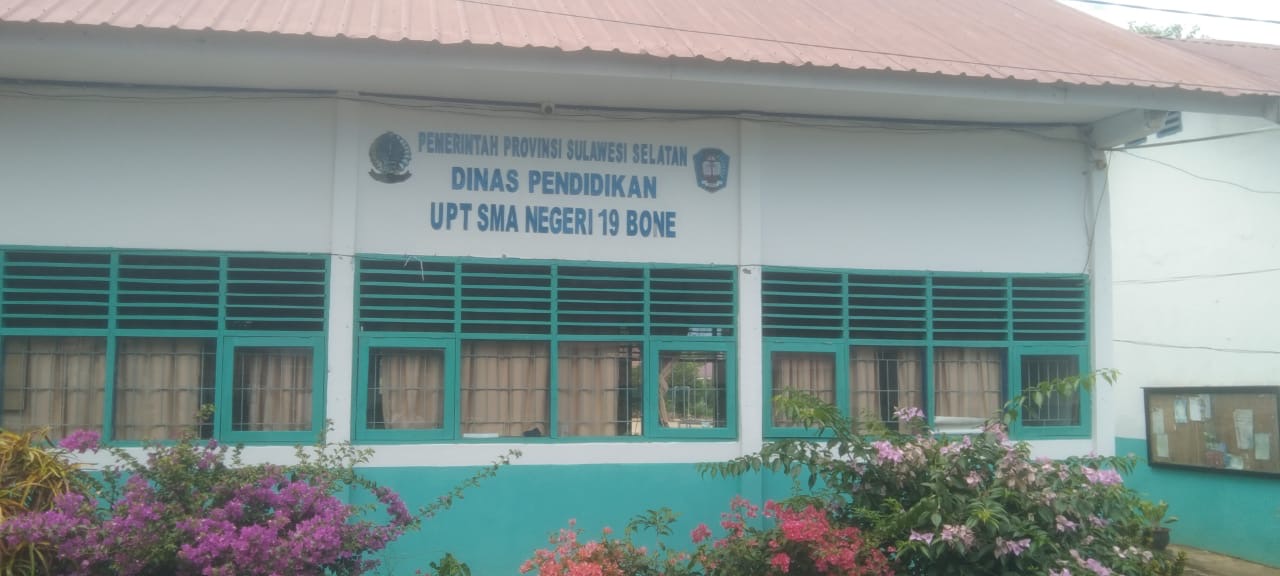 PEMERINTAH PROVINSI SULAWESI SELATAN
DINAS PENDIDIKAN
UPT SMA NEGERI 19 BONE